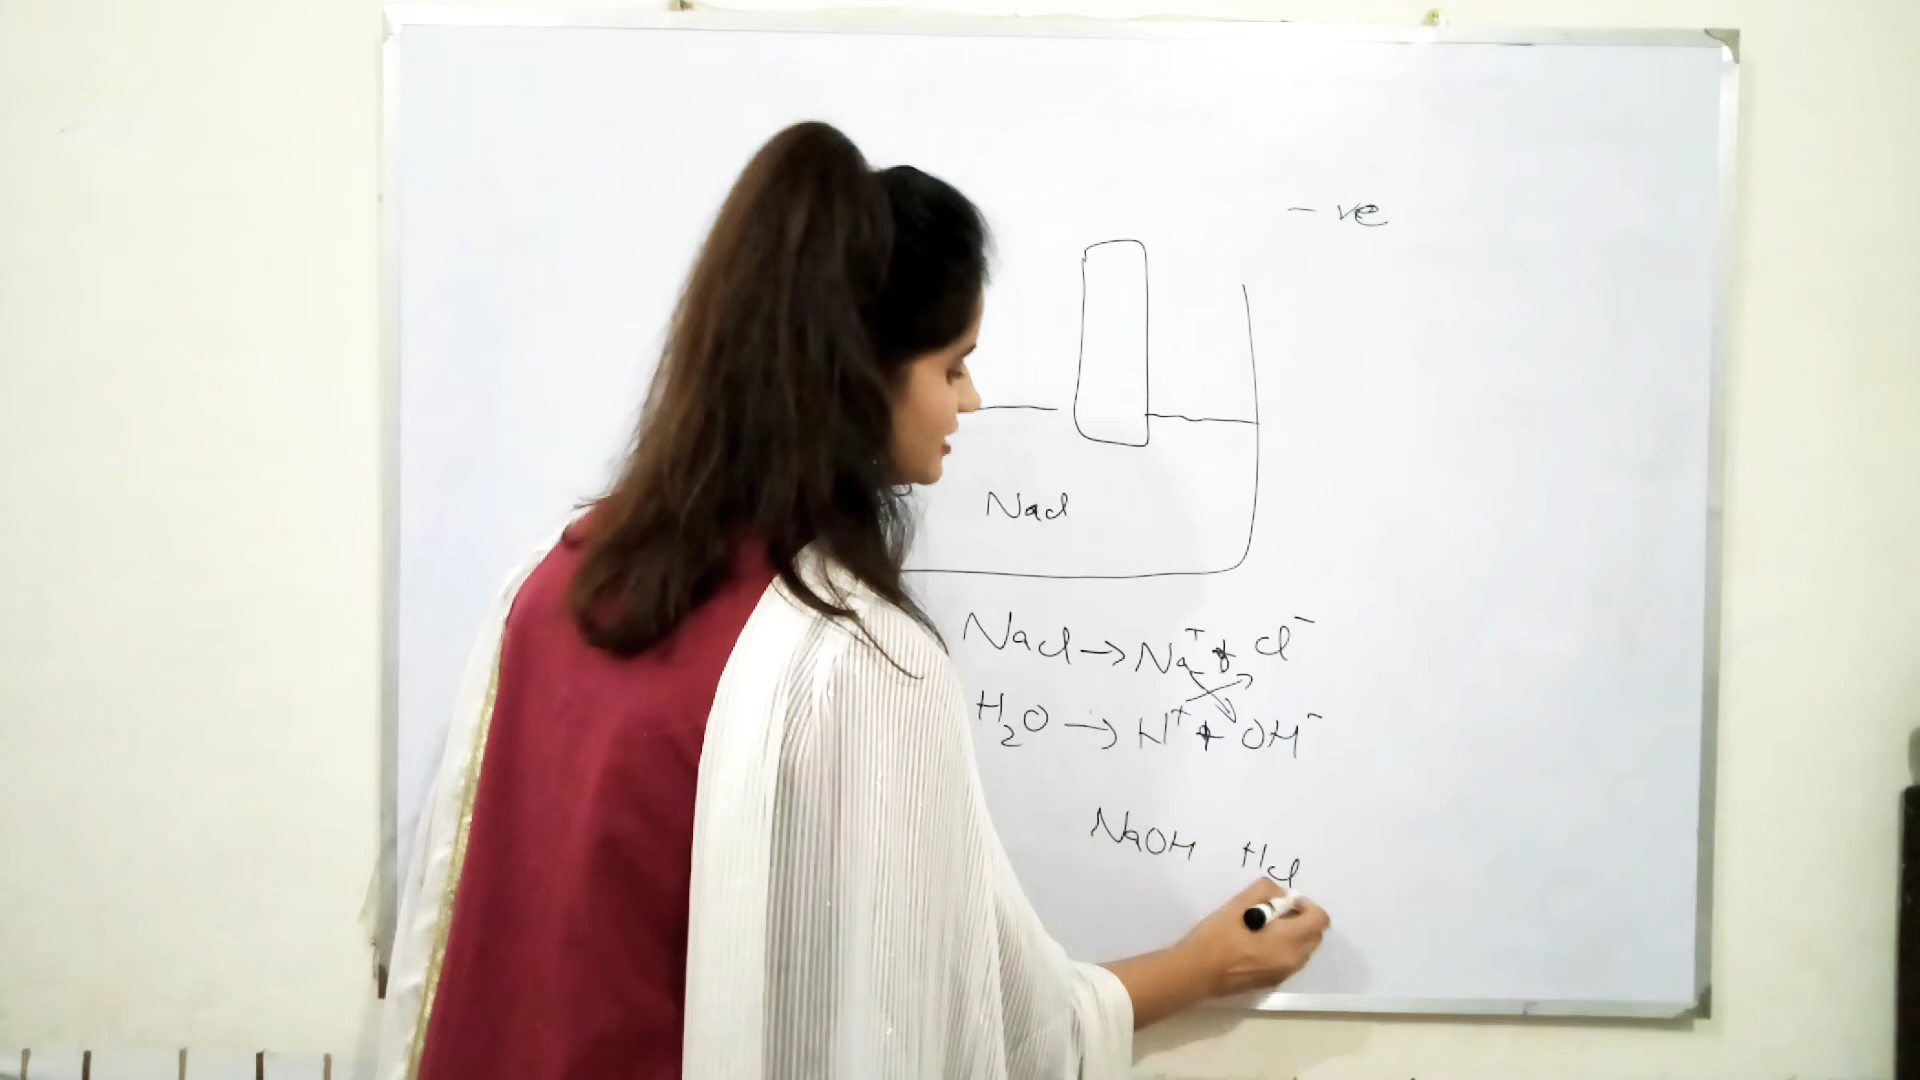 - ve
Nacl
Nacl → Na⁺ + cl⁻
H₂O → H⁺ + OH⁻
NaOH Hcl